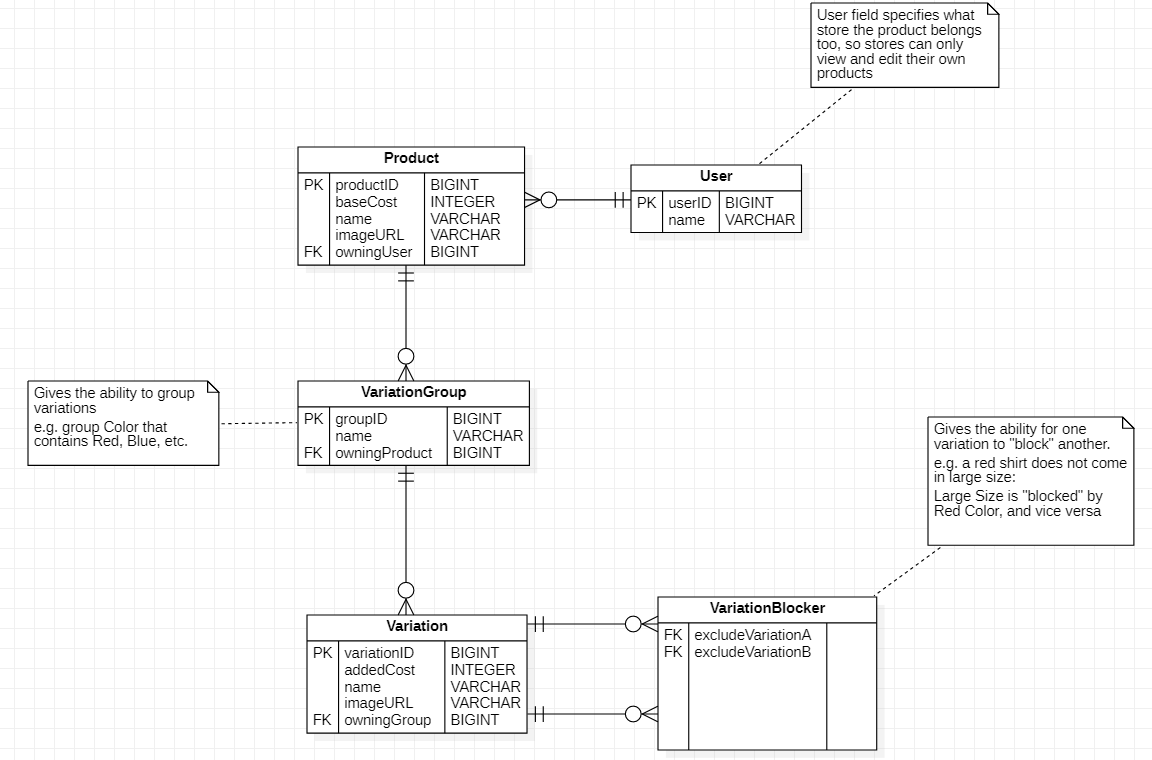 User field specifies what
store the product belongs
too, so stores can only
view and edit their own
products
Product
PK productID BIGINT
baseCost INTEGER
name VARCHAR
imageURL VARCHAR
FK owningUser BIGINT
User
PK userID BIGINT
name VARCHAR
Gives the ability to group
variations
e.g. group Color that
contains Red, Blue, etc.
VariationGroup
PK groupID BIGINT
name VARCHAR
FK owningProduct BIGINT
Gives the ability for one
variation to "block" another.
e.g. a red shirt does not come
in large size:
Large Size is "blocked" by
Red Color, and vice versa
Variation
PK variationID BIGINT
addedCost INTEGER
name VARCHAR
imageURL VARCHAR
FK owningGroup BIGINT
VariationBlocker
FK excludeVariationA
FK excludeVariationB